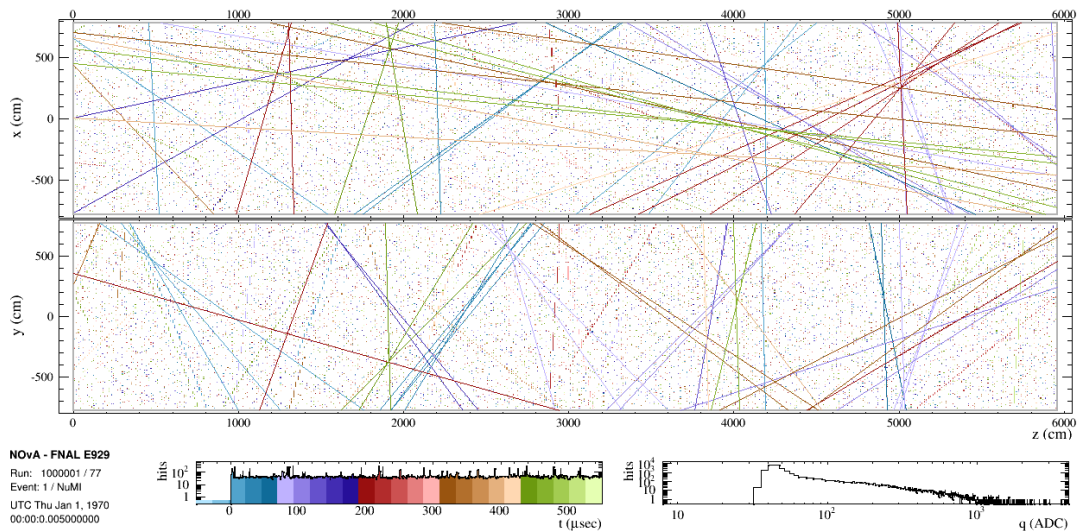 0 1000 2000 3000 4000 5000 6000
500
0
-500
x (cm)
500
0
-500
y (cm)
0 1000 2000 3000 4000 5000 6000
z (cm)
NOvA - FNAL E929
Run: 1000001 / 77
Event: 1 / NuMI
UTC Thu Jan 1, 1970
00:00:0.005000000
hits
10²
10
1
0 100 200 300 400 500
t (μsec)
hits
10⁴
10³
10²
10
1
10 10² 10³
q (ADC)